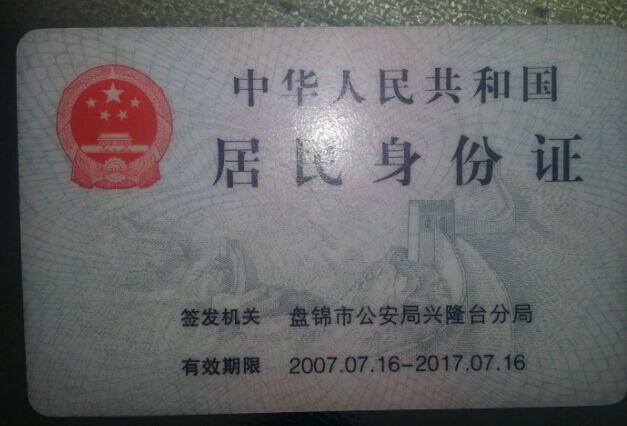 中华人民共和国
居民身份证
签发机关 盘锦市公安局兴隆台分局
有效期限 2007.07.16-2017.07.16